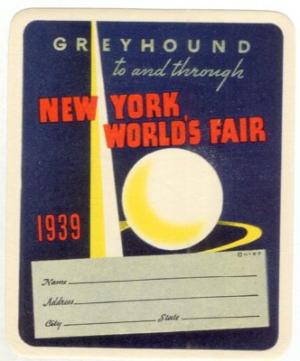 GREYHOUND
to and through
NEW YORK
WORLD'S FAIR
1939
Name
Address
City State